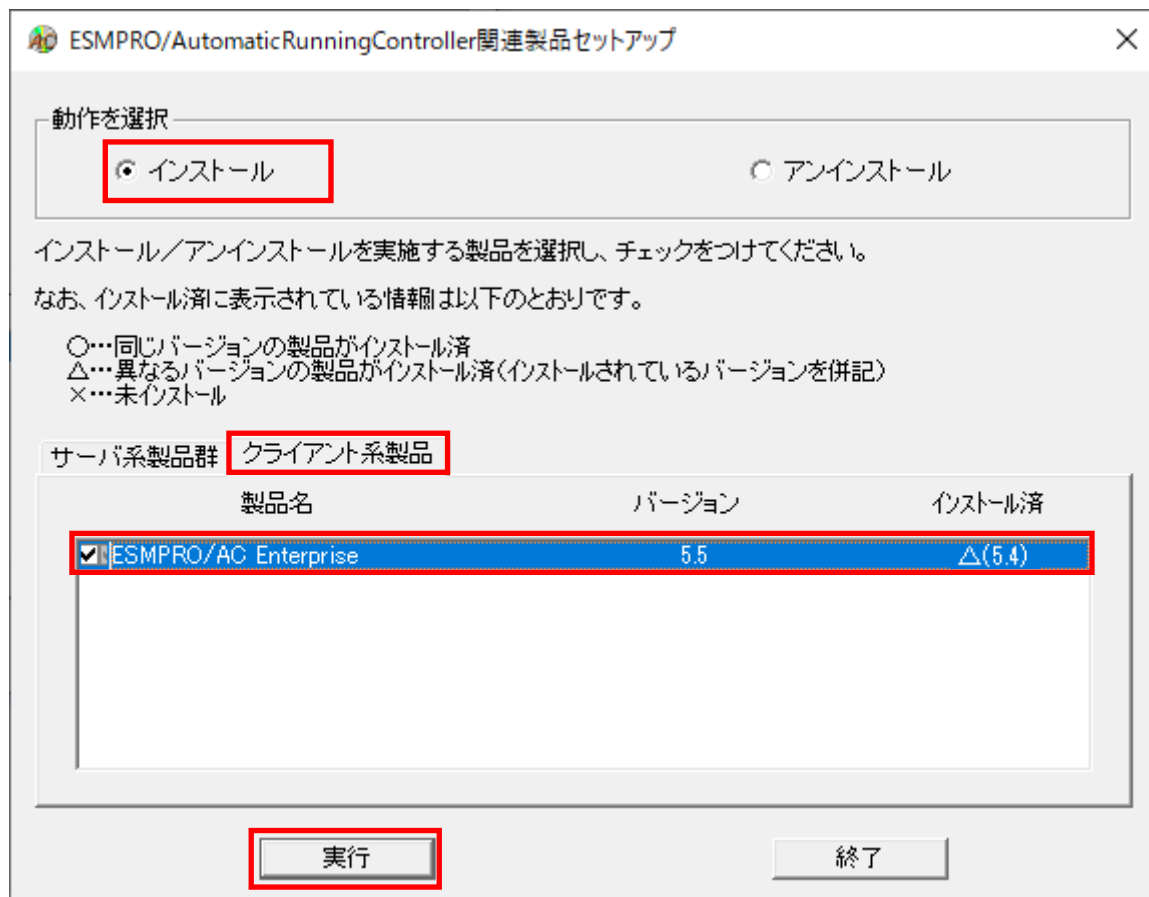 ESMPRO/AutomaticRunningController関連製品セットアップ
動作を選択
インストール
アンインストール
インストール／アンインストールを実施する製品を選択し、チェックをつけてください。
なお、インストール済に表示されている情報は以下のとおりです。
○…同じバージョンの製品がインストール済
△…異なるバージョンの製品がインストール済(インストールされているバージョンを併記)
×…未インストール
サーバ系製品群 クライアント系製品
製品名 バージョン インストール済
ESMPRO/AC Enterprise 5.5 △(5.4)
実行 終了